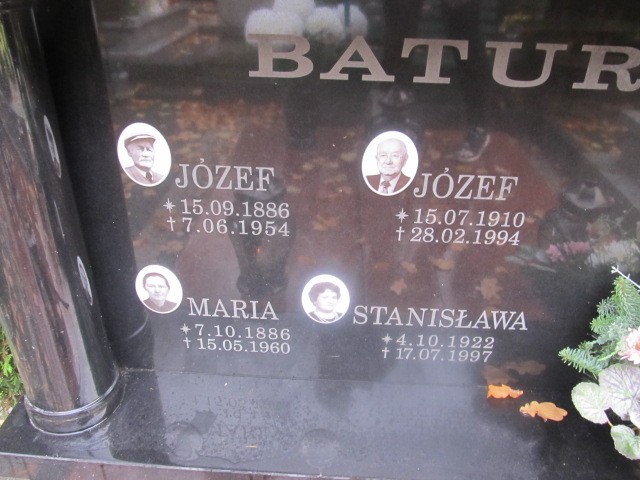 BATUR
JÓZEF
* 15.09.1886
† 7.06.1954
JÓZEF
* 15.07.1910
† 28.02.1994
MARIA
* 7.10.1886
† 15.05.1960
STANISŁAWA
* 4.10.1922
† 17.07.1997